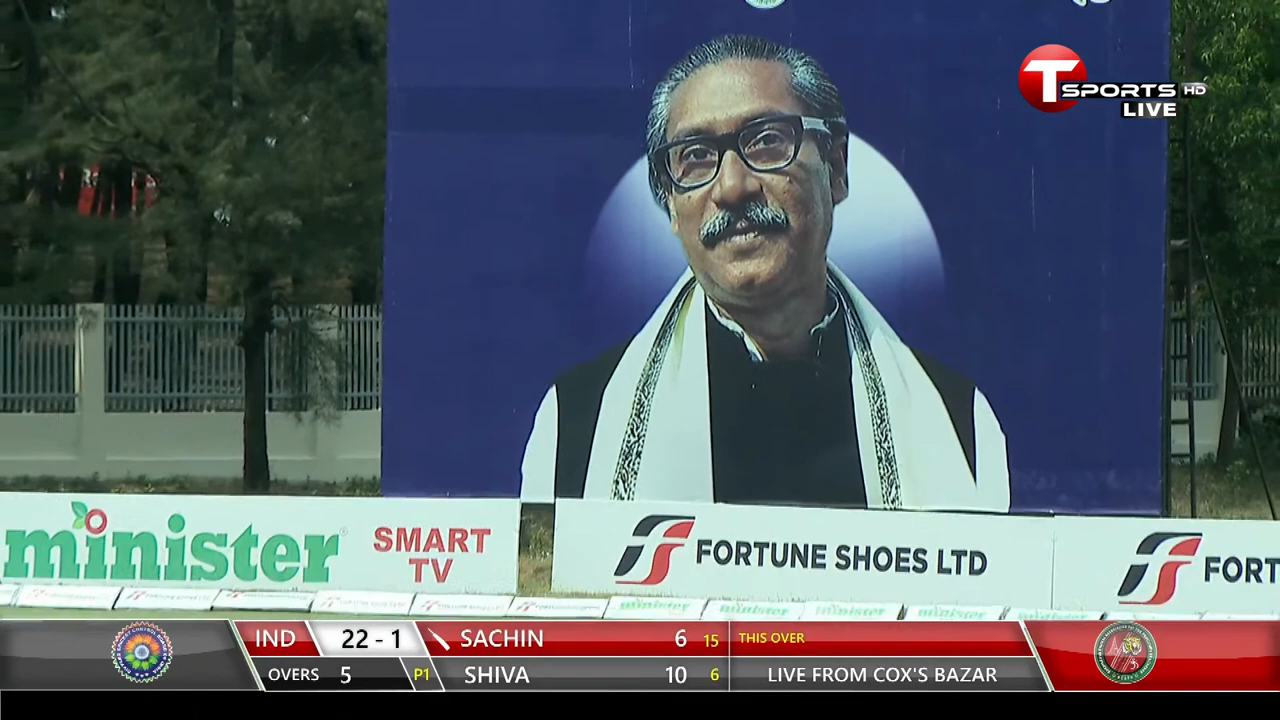 T SPORTS HD
LIVE
minister
SMART
TV
FORTUNE SHOES LTD
FORT
IND 22 - 1 SACHIN 6 15 THIS OVER
OVERS 5 P1 SHIVA 10 6 LIVE FROM COX'S BAZAR